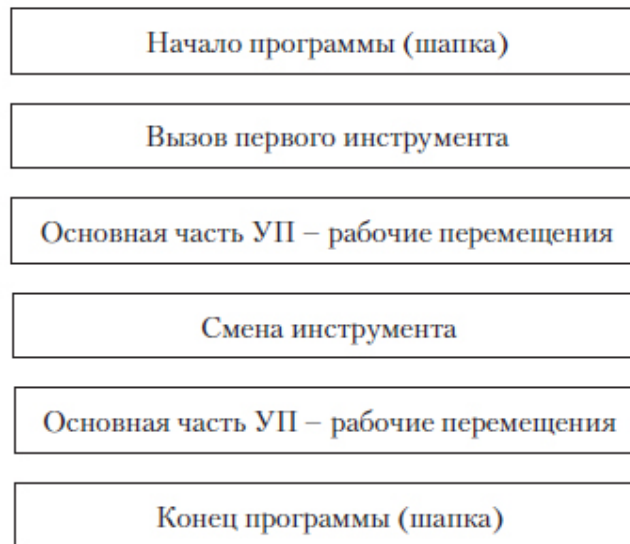 Начало программы (шапка)
Вызов первого инструмента
Основная часть УП – рабочие перемещения
Смена инструмента
Основная часть УП – рабочие перемещения
Конец программы (шапка)